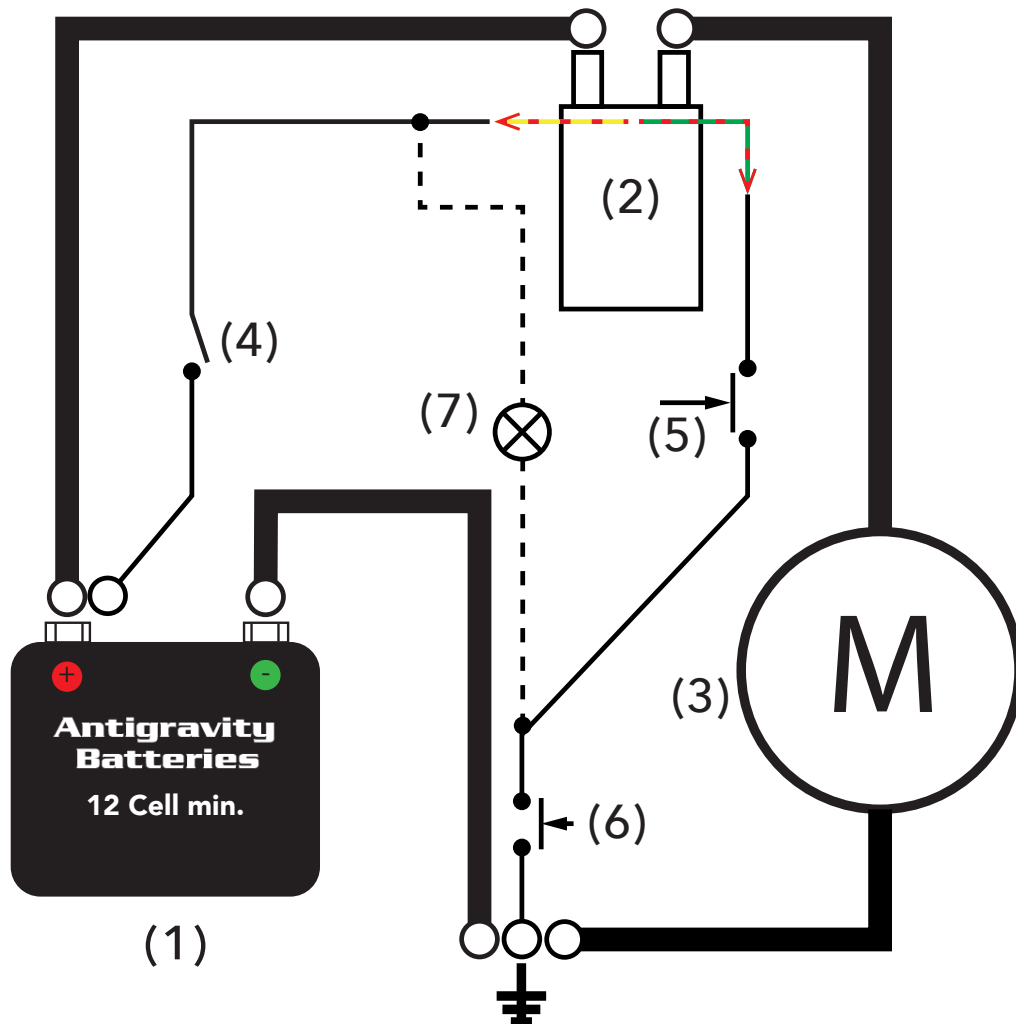 (2)
(4)
(7)
(5)
M
(3)
+
-
Antigravity
Batteries
12 Cell min.
(6)
(1)